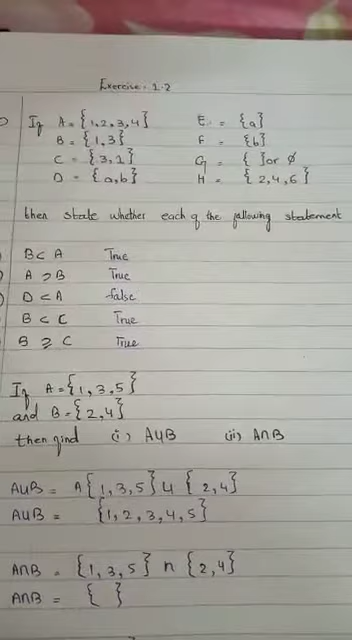 Exercise. 1.2
If A = {1,2,3,4} E. = {a}
B = {1,3} F = {b}
C = {3,1} G = { } or ∅
D = {a,b} H = {2,4,6}
then state whether each of the following statement
B ⊂ A True
A ⊃ B True
D ⊂ A false
B ⊂ C True
B ⊇ C True
If A = {1,3,5}
and B = {2,4}
then find (i) A∪B (ii) A∩B
A∪B = A{1,3,5} ∪ {2,4}
A∪B = {1,2,3,4,5}
A∩B = {1,3,5} ∩ {2,4}
A∩B = { }